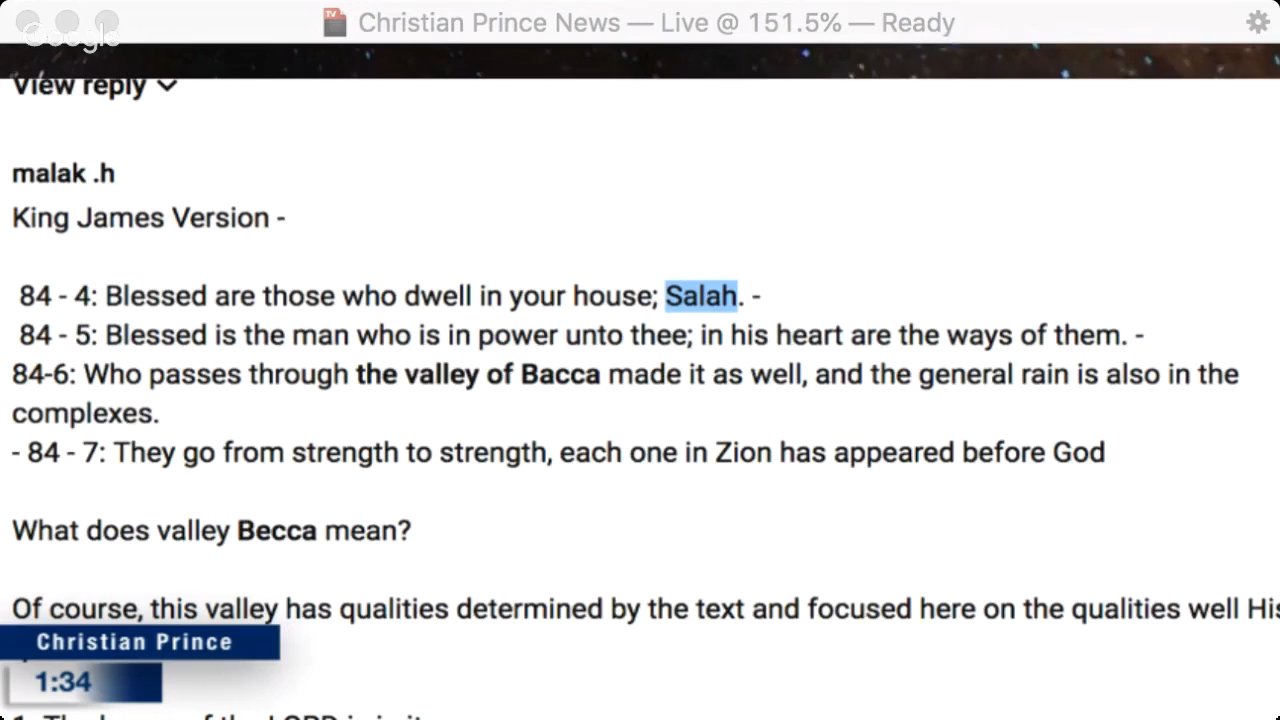 Christian Prince News — Live @ 151.5% — Ready
Google
View reply
malak .h
King James Version -
84 - 4: Blessed are those who dwell in your house; Salah. -
84 - 5: Blessed is the man who is in power unto thee; in his heart are the ways of them. -
84-6: Who passes through the valley of Bacca made it as well, and the general rain is also in the
complexes.
- 84 - 7: They go from strength to strength, each one in Zion has appeared before God
What does valley Becca mean?
Of course, this valley has qualities determined by the text and focused here on the qualities well His
Christian Prince
1:34